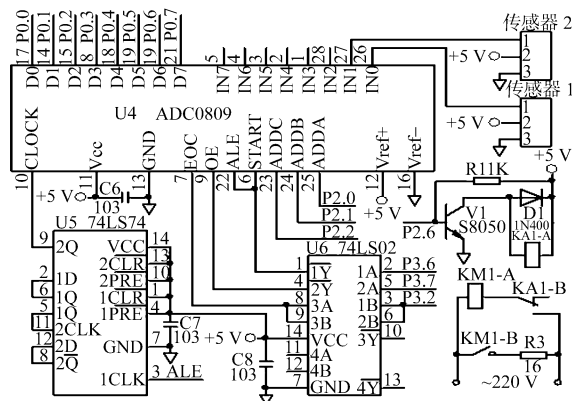 17 P0.0
14 P0.1
15 P0.2
8 P0.3
18 P0.4
19 P0.5
19 P0.6
21 P0.7
D0
D1
D2
D3
D4
D5
D6
D7
5 IN7
4 IN6
3 IN5
2 IN4
1 IN3
28 IN2
27 IN1
26 IN0
传感器 2
1
2
3
+5 V
传感器 1
1
2
3
+5 V
U4 ADC0809
CLOCK
Vcc
GND
EOC
OE
ALE
START
ADDC
ADDB
ADDA
Vref+
Vref−
10
11
13
7
9
22
6
23
24
25
12
16
+5 V
C6
103
P2.0
P2.1
P2.2
+5 V
+5 V
R11K
P2.6
V1
S8050
D1
1N400
KA1-A
U5 74LS74
9 2Q
2 1D
6 1Q
5 1Q
11 2CLK
12 2D
8 2Q
VCC 14
2CLR 13
2PRE 10
1CLR 1
1PRE 4
GND 7
1CLK 3 ALE
C7
103
+5 V
C8
103
U6 74LS02
1 1Y
4 2Y
8 3A
9 3B
14 VCC
11 4A
12 4B
7 GND
1A 2 P3.6
2A 5 P3.7
1B 3 P3.2
2B 6
3Y 10
4Y 13
KM1-A
KA1-B
KM1-B
R3
16
~220 V